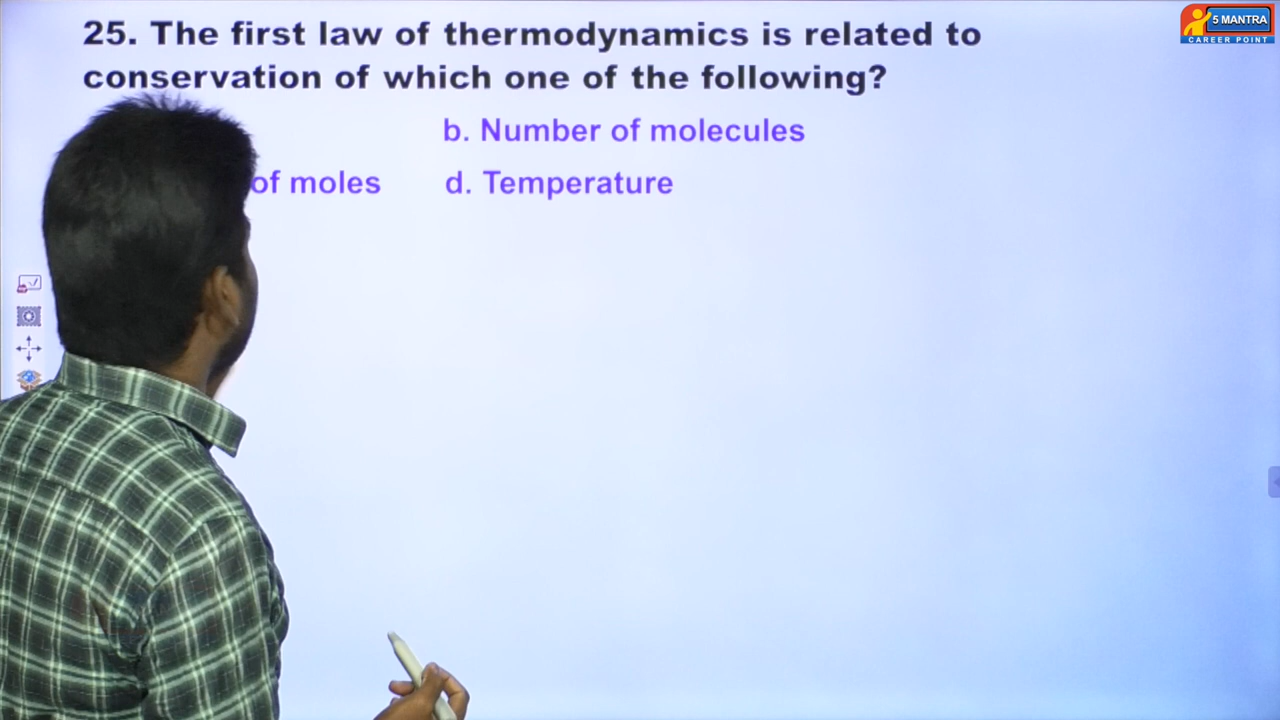 25. The first law of thermodynamics is related to
conservation of which one of the following?
b. Number of molecules
of moles d. Temperature
5 MANTRA
CAREER POINT